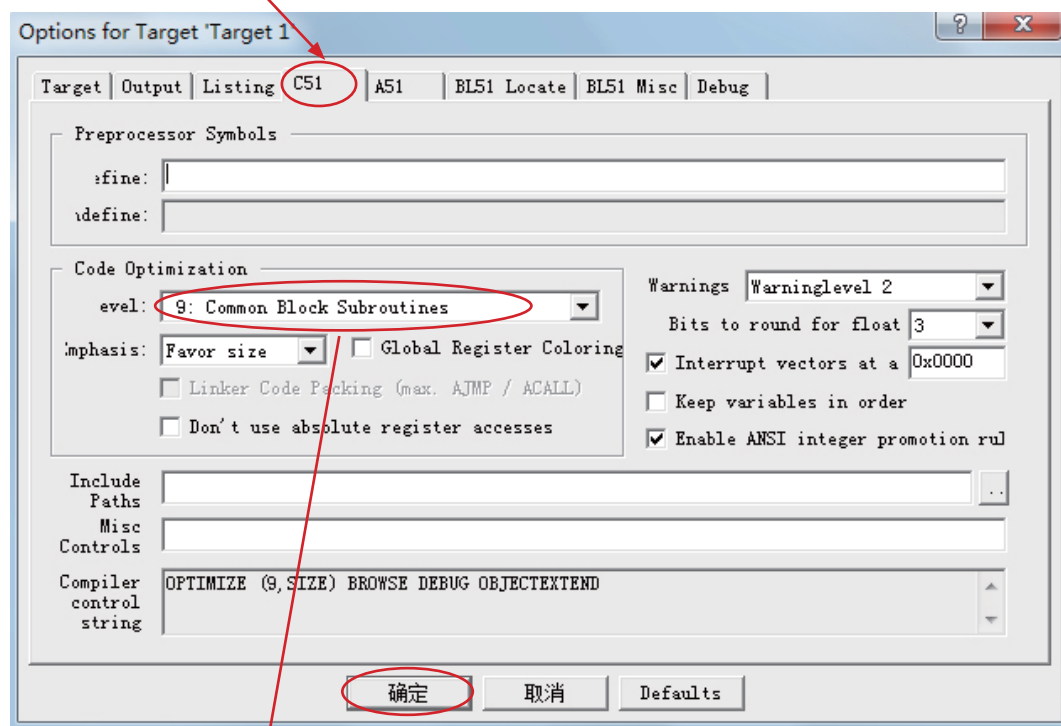 Options for Target 'Target 1'
Target Output Listing C51 A51 BL51 Locate BL51 Misc Debug
Preprocessor Symbols
efine:
ndefine:
Code Optimization
evel: 9: Common Block Subroutines
mphasis: Favor size
Global Register Coloring
Linker Code Packing (max. AJMP / ACALL)
Don't use absolute register accesses
Warnings Warninglevel 2
Bits to round for float 3
Interrupt vectors at a 0x0000
Keep variables in order
Enable ANSI integer promotion rul
Include
Paths
..
Misc
Controls
Compiler
control
string
OPTIMIZE (9,SIZE) BROWSE DEBUG OBJECTEXTEND
确定 取消 Defaults